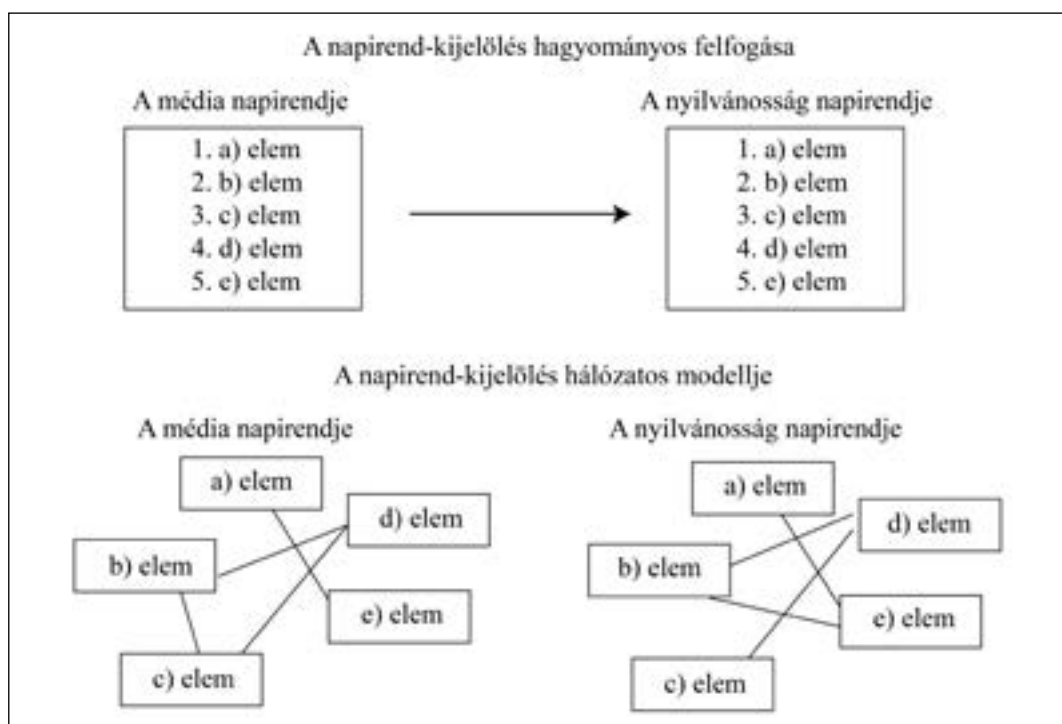 A napirend-kijelölés hagyományos felfogása
A média napirendje
1. a) elem
2. b) elem
3. c) elem
4. d) elem
5. e) elem
A nyilvánosság napirendje
1. a) elem
2. b) elem
3. c) elem
4. d) elem
5. e) elem
A napirend-kijelölés hálózatos modellje
A média napirendje
a) elem
d) elem
b) elem
e) elem
c) elem
A nyilvánosság napirendje
a) elem
d) elem
b) elem
e) elem
c) elem